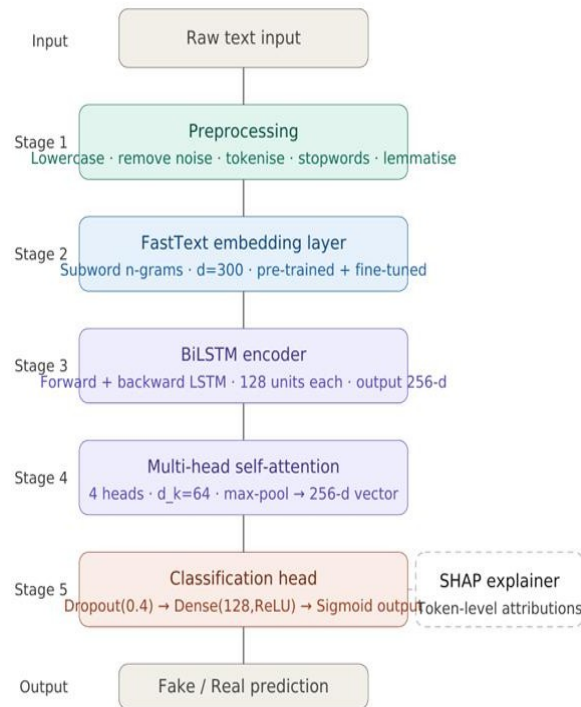 Input
Raw text input
Stage 1
Preprocessing
Lowercase · remove noise · tokenise · stopwords · lemmatise
Stage 2
FastText embedding layer
Subword n-grams · d=300 · pre-trained + fine-tuned
Stage 3
BiLSTM encoder
Forward + backward LSTM · 128 units each · output 256-d
Stage 4
Multi-head self-attention
4 heads · d_k=64 · max-pool → 256-d vector
Stage 5
Classification head
Dropout(0.4) → Dense(128,ReLU) → Sigmoid output
SHAP explainer
Token-level attributions
Output
Fake / Real prediction